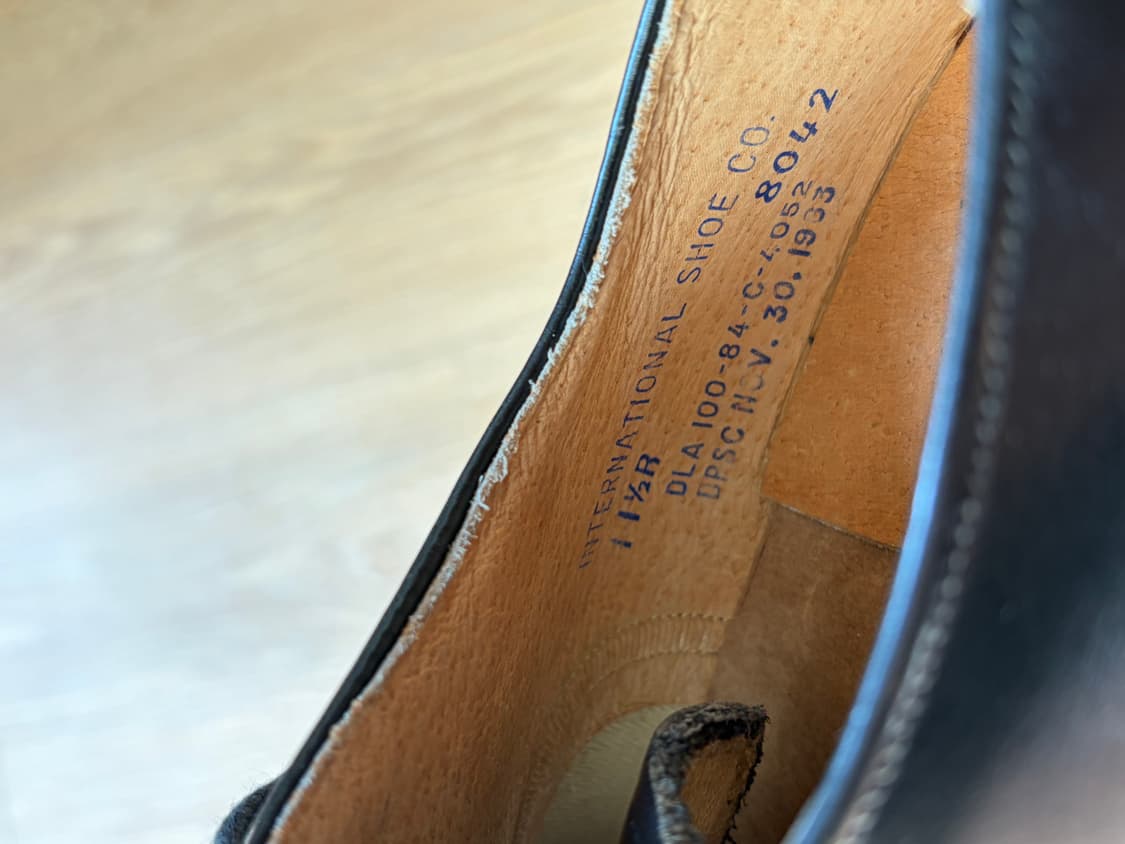 INTERNATIONAL SHOE CO.
11½R 8042
DLA 100-84-C-4052
DPSC NOV. 30, 1983